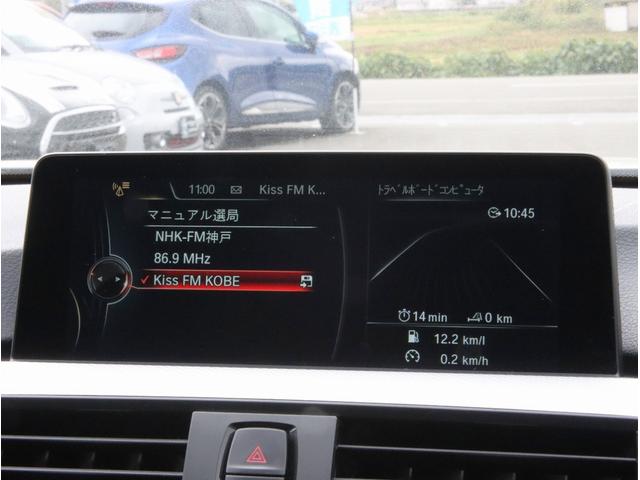 11:00 Kiss FM K...
トラベルボードコンピュータ
マニュアル選局
NHK-FM神戸
86.9 MHz
Kiss FM KOBE
10:45
14 min 0 km
12.2 km/l
0.2 km/h